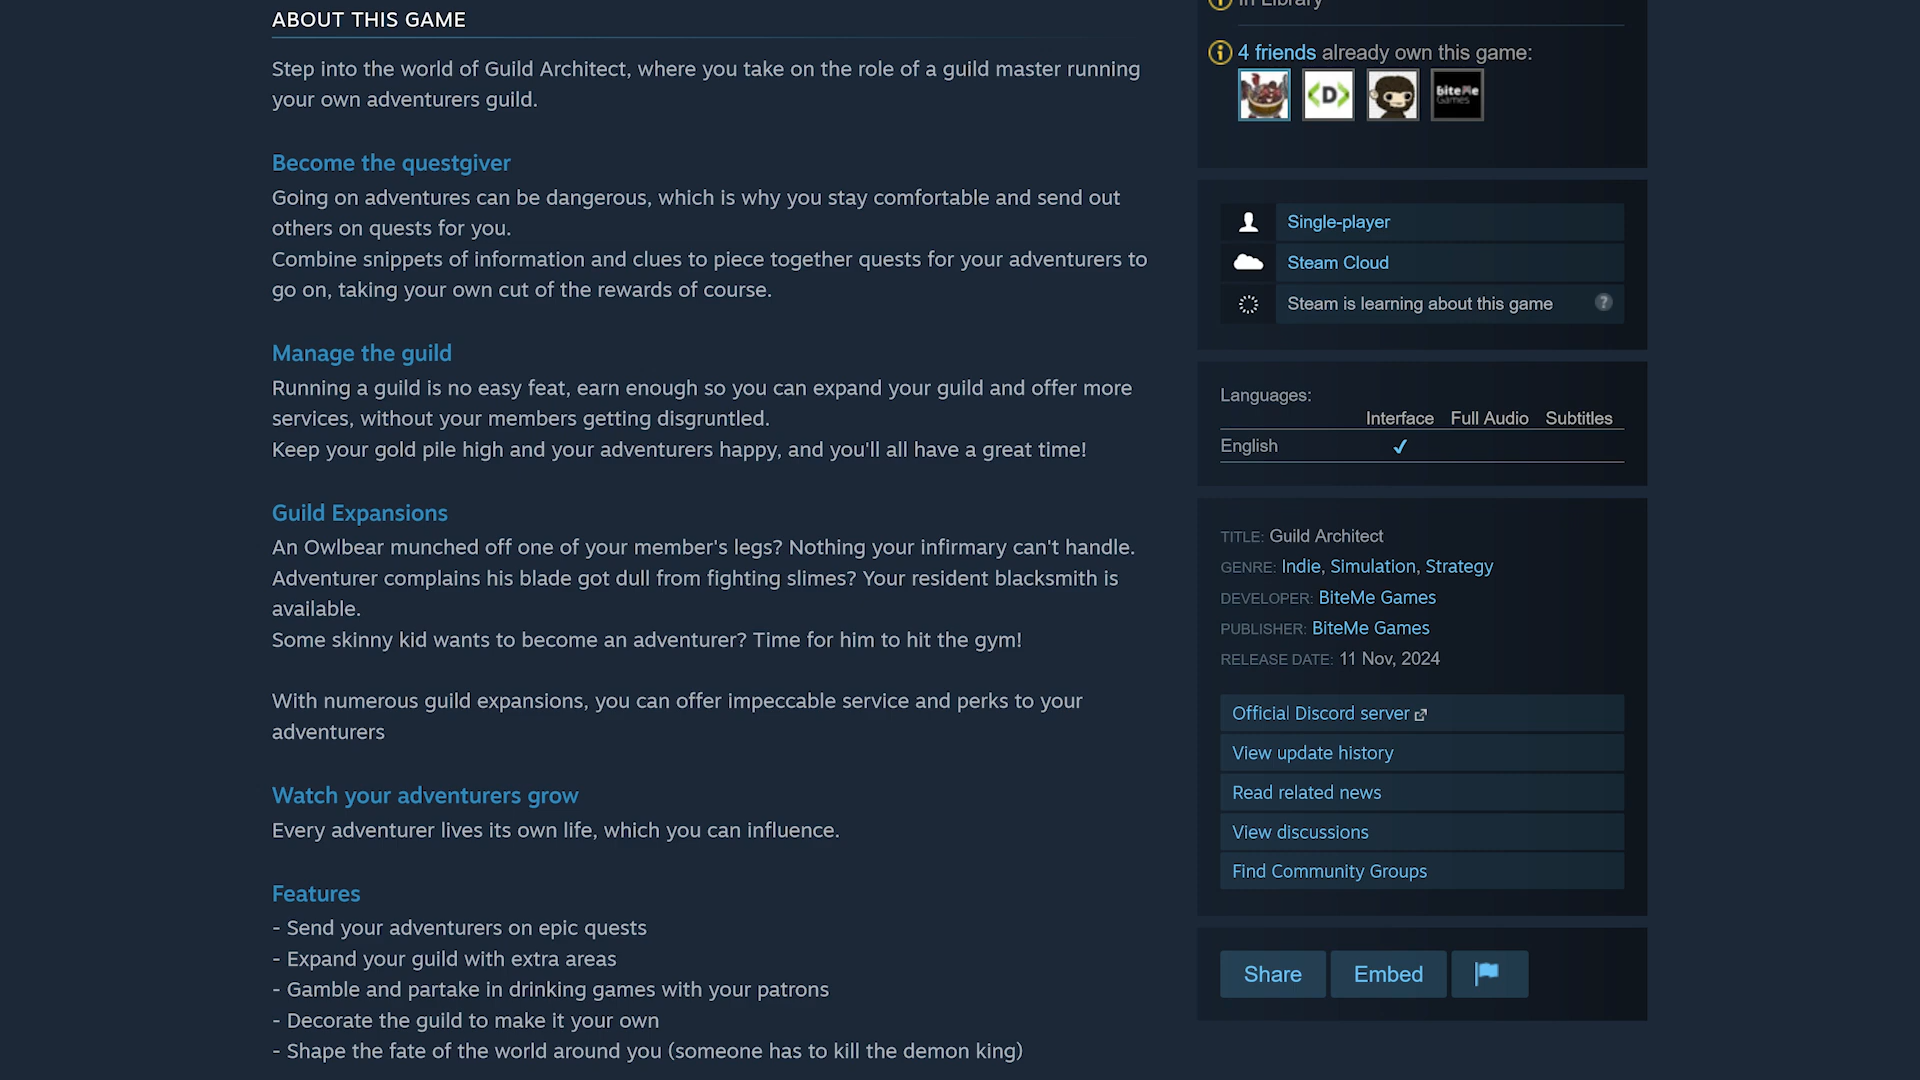 ABOUT THIS GAME
Step into the world of Guild Architect, where you take on the role of a guild master running
your own adventurers guild.
Become the questgiver
Going on adventures can be dangerous, which is why you stay comfortable and send out
others on quests for you.
Combine snippets of information and clues to piece together quests for your adventurers to
go on, taking your own cut of the rewards of course.
Manage the guild
Running a guild is no easy feat, earn enough so you can expand your guild and offer more
services, without your members getting disgruntled.
Keep your gold pile high and your adventurers happy, and you'll all have a great time!
Guild Expansions
An Owlbear munched off one of your member's legs? Nothing your infirmary can't handle.
Adventurer complains his blade got dull from fighting slimes? Your resident blacksmith is
available.
Some skinny kid wants to become an adventurer? Time for him to hit the gym!
With numerous guild expansions, you can offer impeccable service and perks to your
adventurers
Watch your adventurers grow
Every adventurer lives its own life, which you can influence.
Features
- Send your adventurers on epic quests
- Expand your guild with extra areas
- Gamble and partake in drinking games with your patrons
- Decorate the guild to make it your own
- Shape the fate of the world around you (someone has to kill the demon king)
In Library
4 friends already own this game:
<D>
BiteMe
Games
Single-player
Steam Cloud
Steam is learning about this game ?
Languages:
Interface Full Audio Subtitles
English ✓
TITLE: Guild Architect
GENRE: Indie, Simulation, Strategy
DEVELOPER: BiteMe Games
PUBLISHER: BiteMe Games
RELEASE DATE: 11 Nov, 2024
Official Discord server
View update history
Read related news
View discussions
Find Community Groups
Share Embed